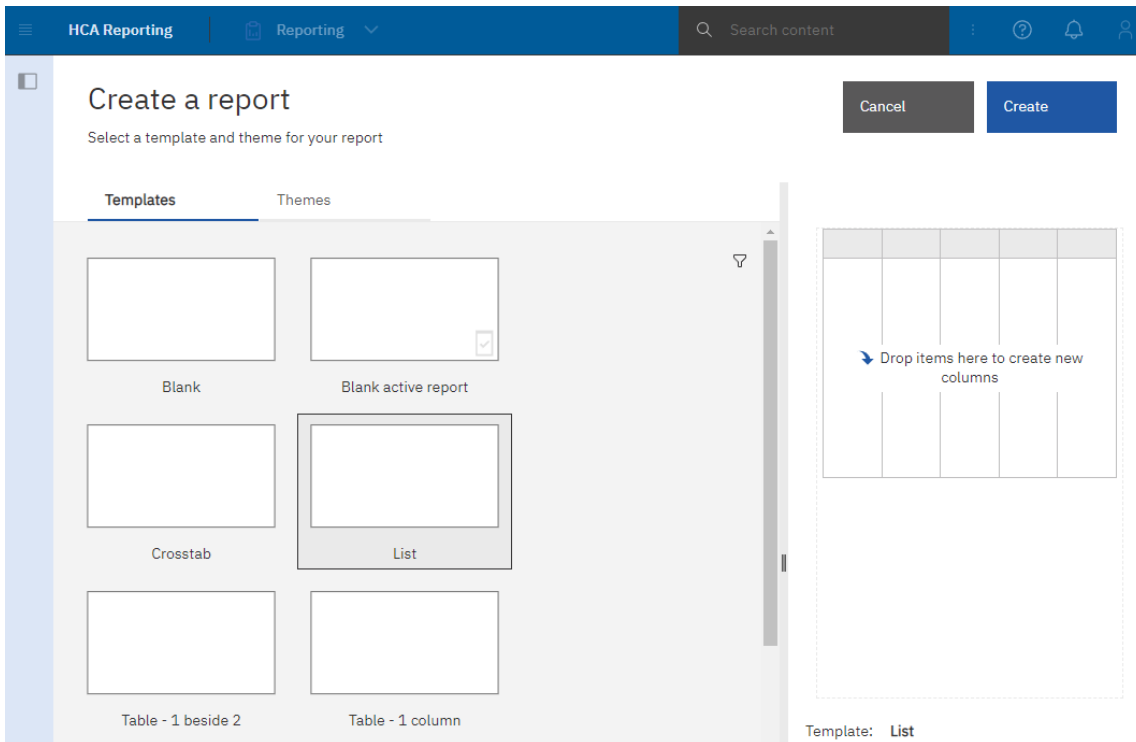 HCA Reporting
Reporting
Search content
Create a report
Select a template and theme for your report
Cancel
Create
Templates
Themes
Blank
Blank active report
Crosstab
List
Table - 1 beside 2
Table - 1 column
Drop items here to create new
columns
Template: List